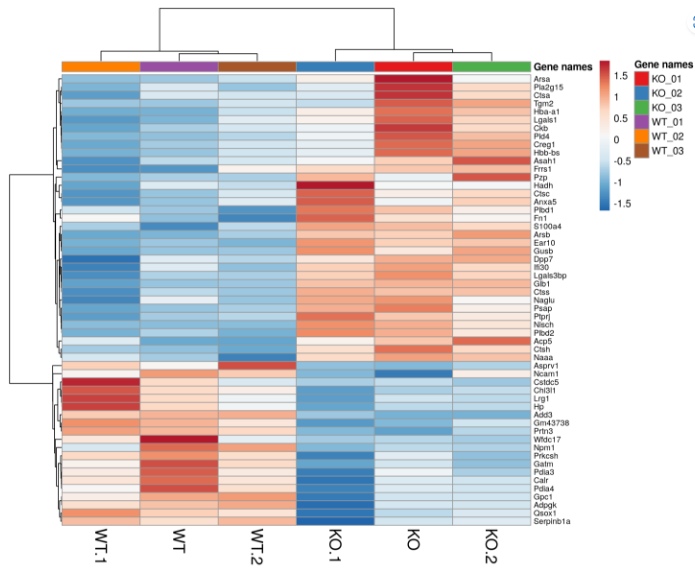 Gene names
Arsa
Pla2g15
Ctsa
Tgm2
Hba-a1
Lgals1
Ckb
Pld4
Creg1
Hbb-bs
Asah1
Frrs1
Pzp
Hadh
Ctsc
Anxa5
Plbd1
Fn1
S100a4
Arsb
Ear10
Gusb
Dpp7
Ifi30
Lgals3bp
Glb1
Ctss
Naglu
Psap
Ptprj
Nisch
Plbd2
Acp5
Ctsh
Naaa
Asprv1
Ncam1
Cstdc5
Chi3l1
Lrg1
Hp
Add3
Gm43738
Prtn3
Wfdc17
Npm1
Prkcsh
Gatm
Pdia3
Calr
Pdia4
Gpc1
Adpgk
Qsox1
Serpinb1a
WT.1
WT
WT.2
KO.1
KO
KO.2
1.5
1
0.5
0
-0.5
-1
-1.5
Gene names
KO_01
KO_02
KO_03
WT_01
WT_02
WT_03